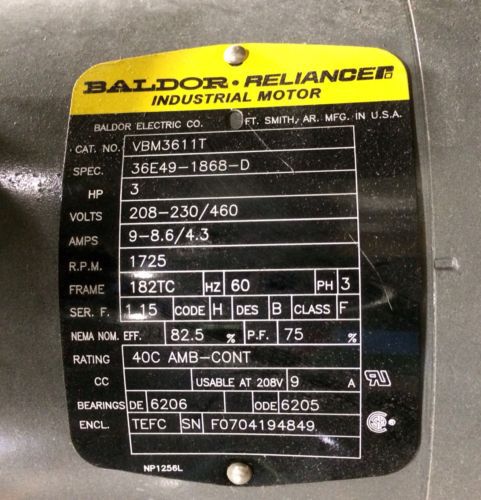 BALDOR • RELIANCER
INDUSTRIAL MOTOR
BALDOR ELECTRIC CO. FT. SMITH, AR. MFG. IN U.S.A.
CAT. NO. VBM3611T
SPEC. 36E49-1868-D
HP 3
VOLTS 208-230/460
AMPS 9-8.6/4.3
R.P.M. 1725
FRAME 182TC HZ 60 PH 3
SER. F. 1.15 CODE H DES B CLASS F
NEMA NOM. EFF. 82.5 % P.F. 75 %
RATING 40C AMB-CONT
CC USABLE AT 208V 9 A
BEARINGS DE 6206 ODE 6205
ENCL. TEFC SN F0704194849
NP1256L